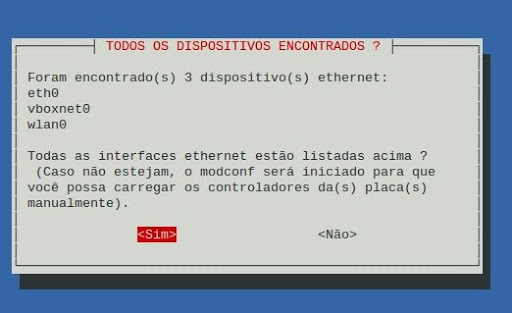 TODOS OS DISPOSITIVOS ENCONTRADOS ?
Foram encontrado(s) 3 dispositivo(s) ethernet:
eth0
vboxnet0
wlan0
Todas as interfaces ethernet estão listadas acima ?
(Caso não estejam, o modconf será iniciado para que
você possa carregar os controladores da(s) placa(s)
manualmente).
<Sim> <Não>